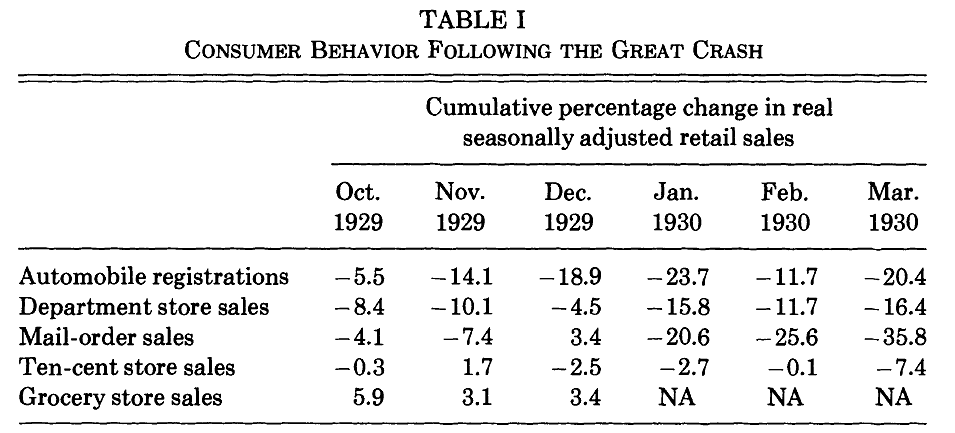 TABLE I
CONSUMER BEHAVIOR FOLLOWING THE GREAT CRASH
Cumulative percentage change in real
seasonally adjusted retail sales
Oct. Nov. Dec. Jan. Feb. Mar.
1929 1929 1929 1930 1930 1930
Automobile registrations −5.5 −14.1 −18.9 −23.7 −11.7 −20.4
Department store sales −8.4 −10.1 −4.5 −15.8 −11.7 −16.4
Mail-order sales −4.1 −7.4 3.4 −20.6 −25.6 −35.8
Ten-cent store sales −0.3 1.7 −2.5 −2.7 −0.1 −7.4
Grocery store sales 5.9 3.1 3.4 NA NA NA